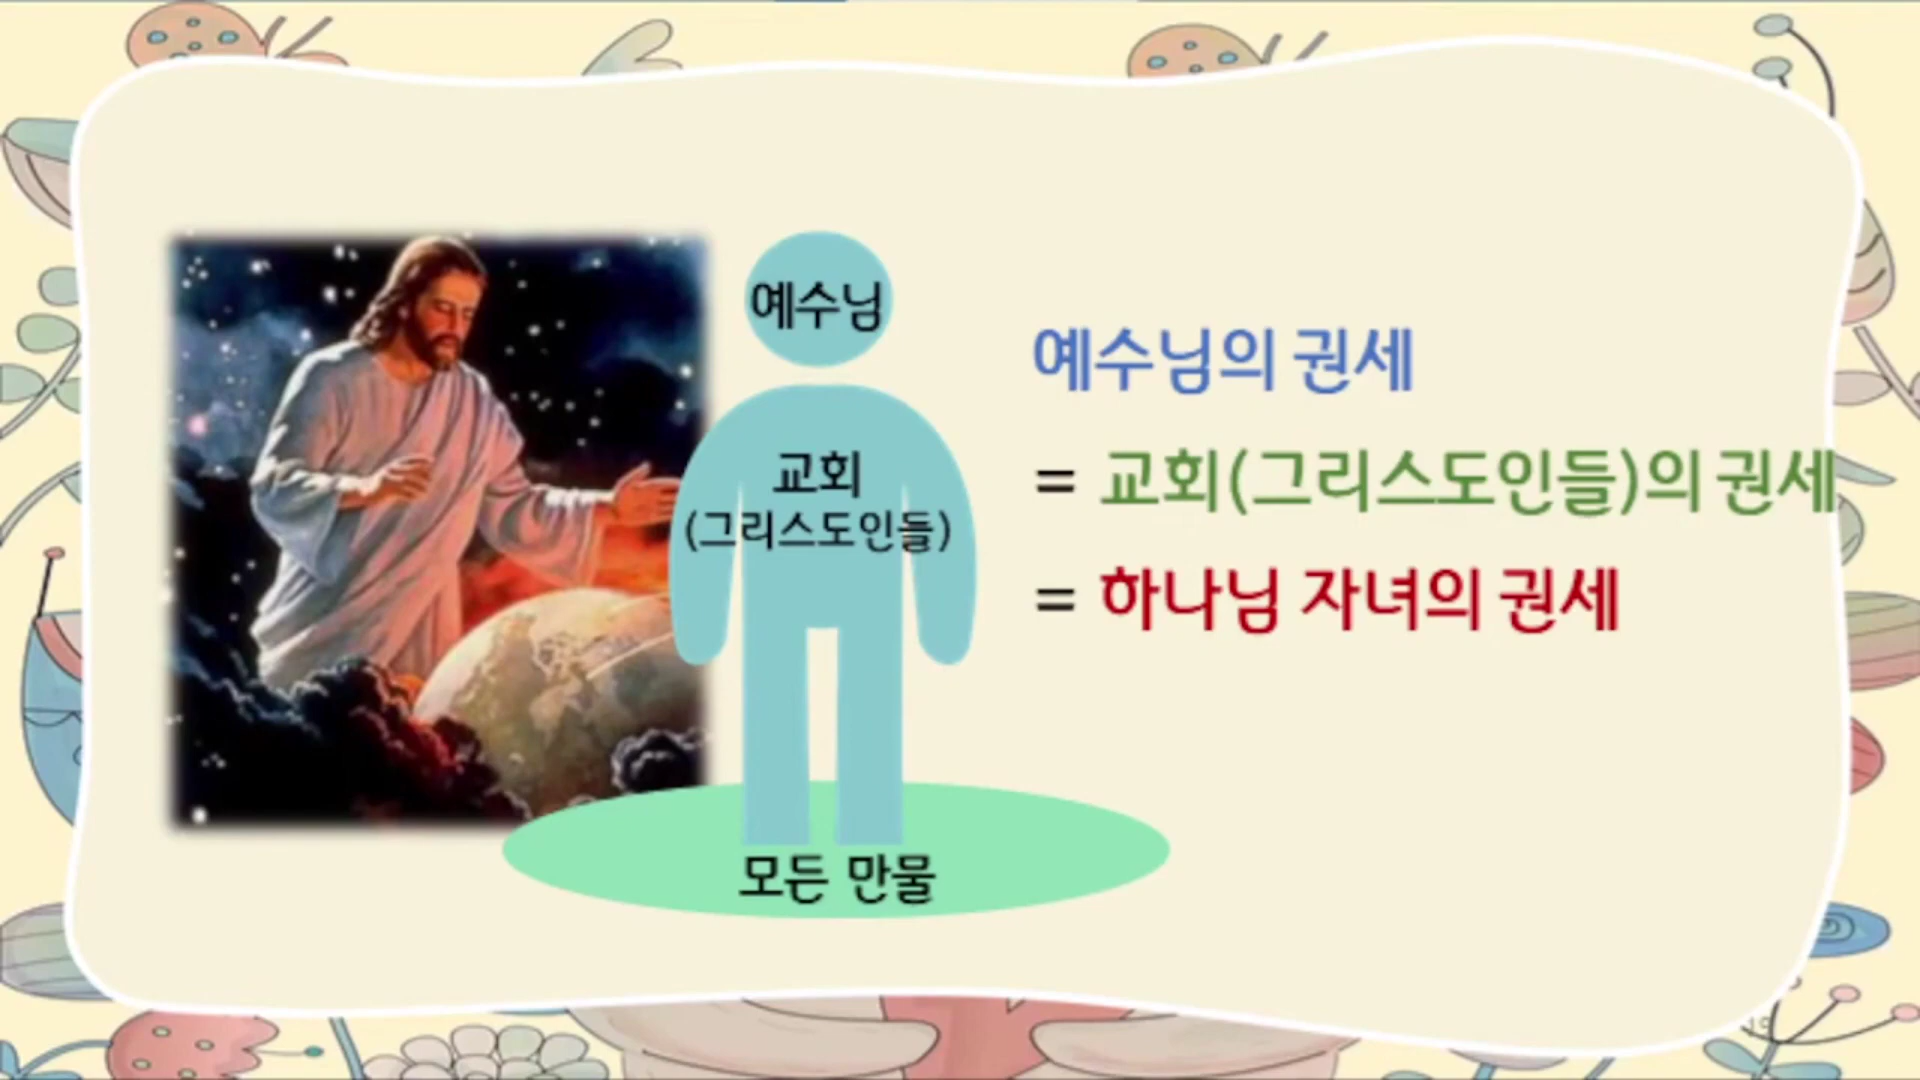 예수님
교회
(그리스도인들)
모든 만물
예수님의 권세
= 교회(그리스도인들)의 권세
= 하나님 자녀의 권세
19